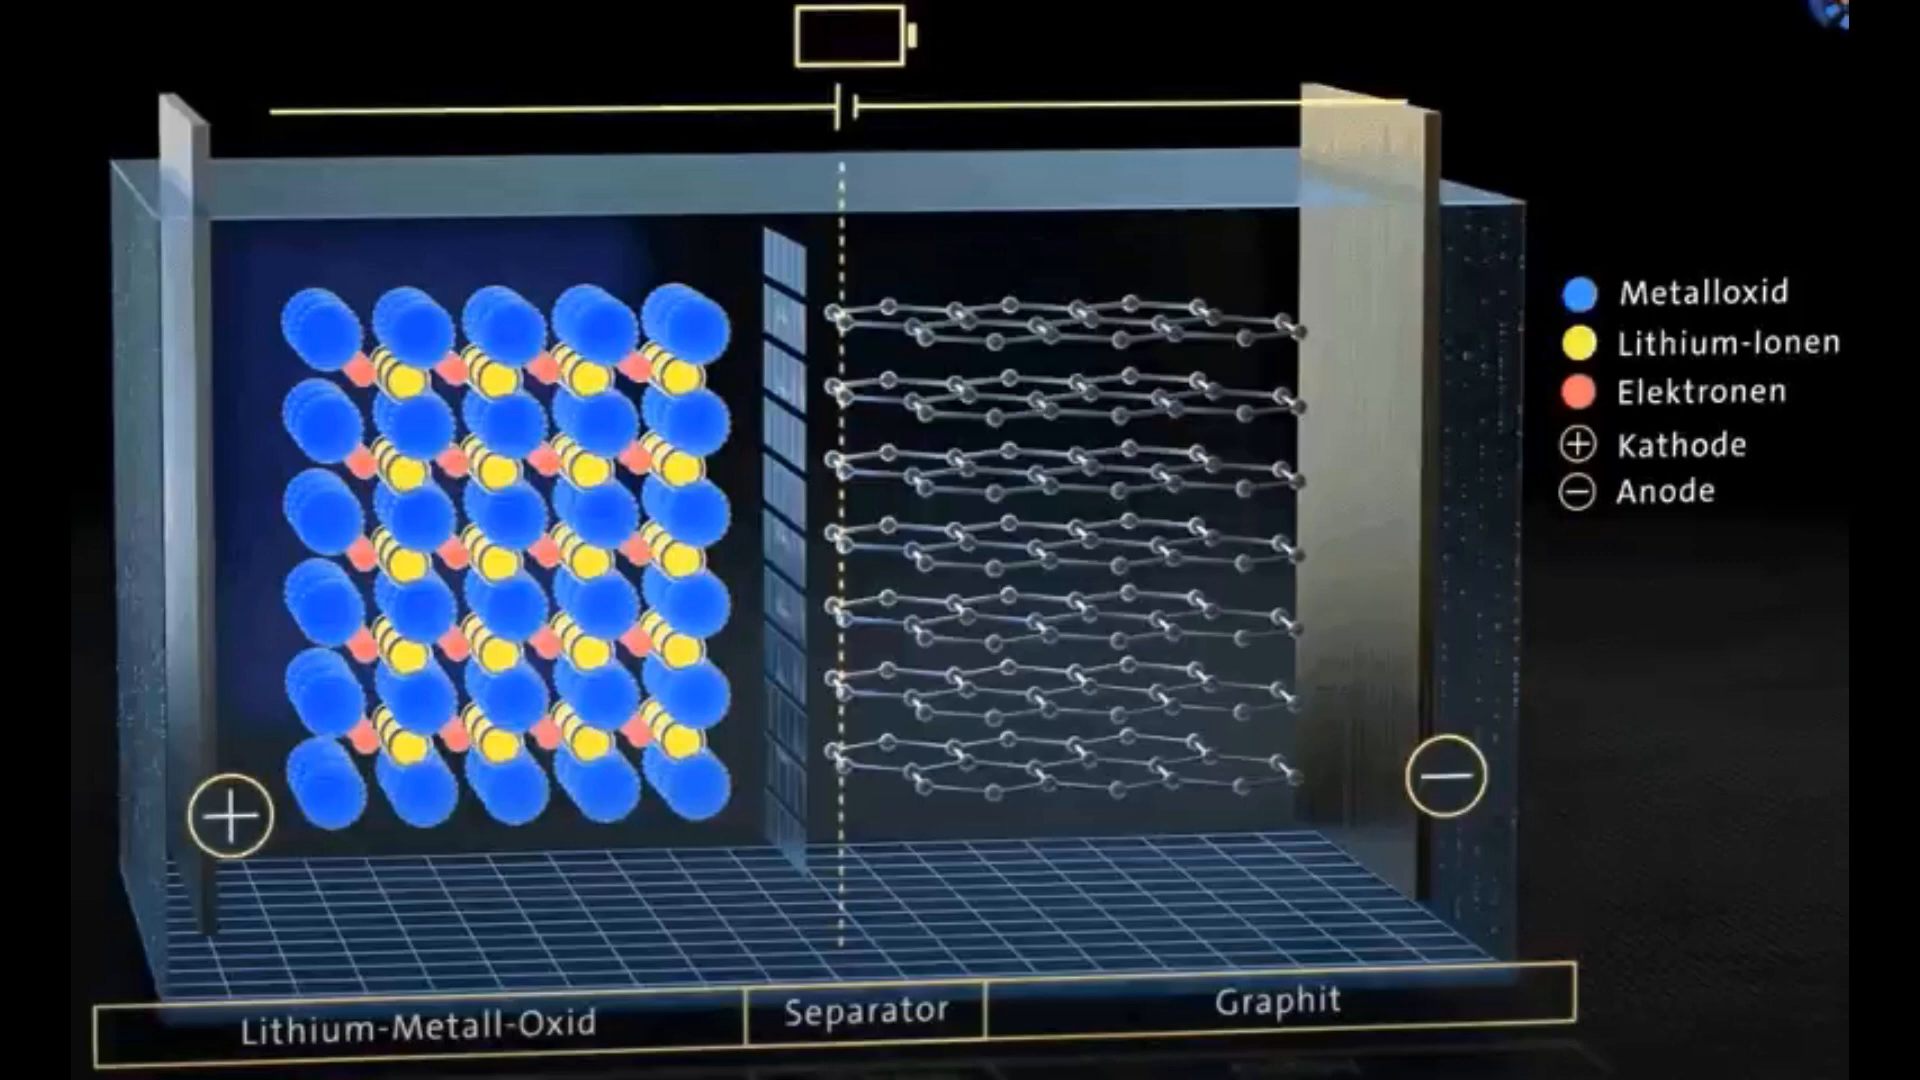 Metalloxid
Lithium-Ionen
Elektronen
+ Kathode
− Anode
+
−
Lithium-Metall-Oxid
Separator
Graphit